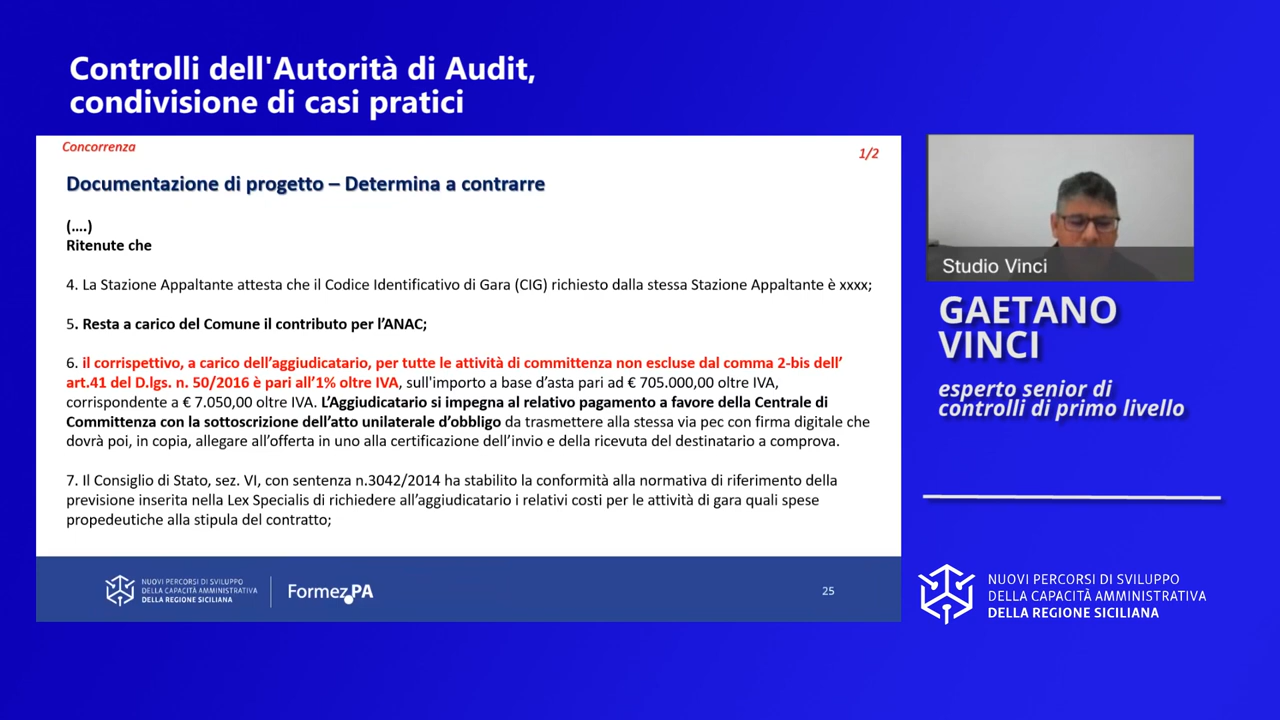 Controlli dell'Autorità di Audit,
condivisione di casi pratici
Concorrenza
1/2
Documentazione di progetto – Determina a contrarre
(....)
Ritenute che
4. La Stazione Appaltante attesta che il Codice Identificativo di Gara (CIG) richiesto dalla stessa Stazione Appaltante è xxxx;
5. Resta a carico del Comune il contributo per l’ANAC;
6. il corrispettivo, a carico dell’aggiudicatario, per tutte le attività di committenza non escluse dal comma 2-bis dell’
art.41 del D.lgs. n. 50/2016 è pari all’1% oltre IVA, sull'importo a base d’asta pari ad € 705.000,00 oltre IVA,
corrispondente a € 7.050,00 oltre IVA. L’Aggiudicatario si impegna al relativo pagamento a favore della Centrale di
Committenza con la sottoscrizione dell’atto unilaterale d’obbligo da trasmettere alla stessa via pec con firma digitale che
dovrà poi, in copia, allegare all’offerta in uno alla certificazione dell’invio e della ricevuta del destinatario a comprova.
7. Il Consiglio di Stato, sez. VI, con sentenza n.3042/2014 ha stabilito la conformità alla normativa di riferimento della
previsione inserita nella Lex Specialis di richiedere all’aggiudicatario i relativi costi per le attività di gara quali spese
propedeutiche alla stipula del contratto;
NUOVI PERCORSI DI SVILUPPO
DELLA CAPACITÀ AMMINISTRATIVA
DELLA REGIONE SICILIANA
Formez PA
25
Studio Vinci
GAETANO
VINCI
esperto senior di
controlli di primo livello
NUOVI PERCORSI DI SVILUPPO
DELLA CAPACITÀ AMMINISTRATIVA
DELLA REGIONE SICILIANA